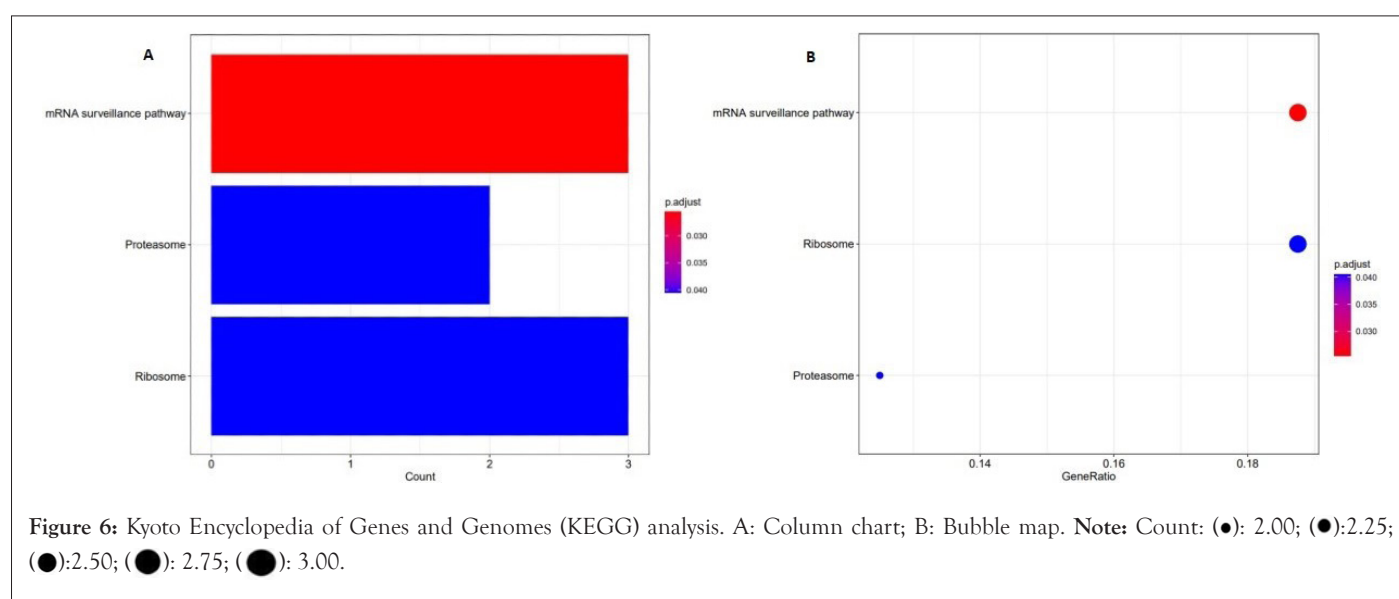 A
mRNA surveillance pathway
Proteasome
Ribosome
0 1 2 3
Count
p.adjust
0.030
0.035
0.040
B
mRNA surveillance pathway
Ribosome
Proteasome
0.14 0.16 0.18
GeneRatio
p.adjust
0.040
0.035
0.030
Figure 6: Kyoto Encyclopedia of Genes and Genomes (KEGG) analysis. A: Column chart; B: Bubble map. Note: Count: (●): 2.00; (●):2.25;
(●):2.50; (●): 2.75; (●): 3.00.